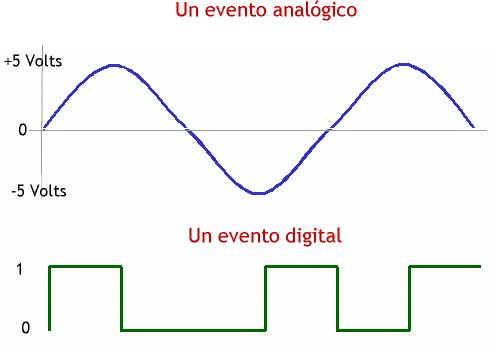 Un evento analógico
+5 Volts
0
-5 Volts
Un evento digital
1
0